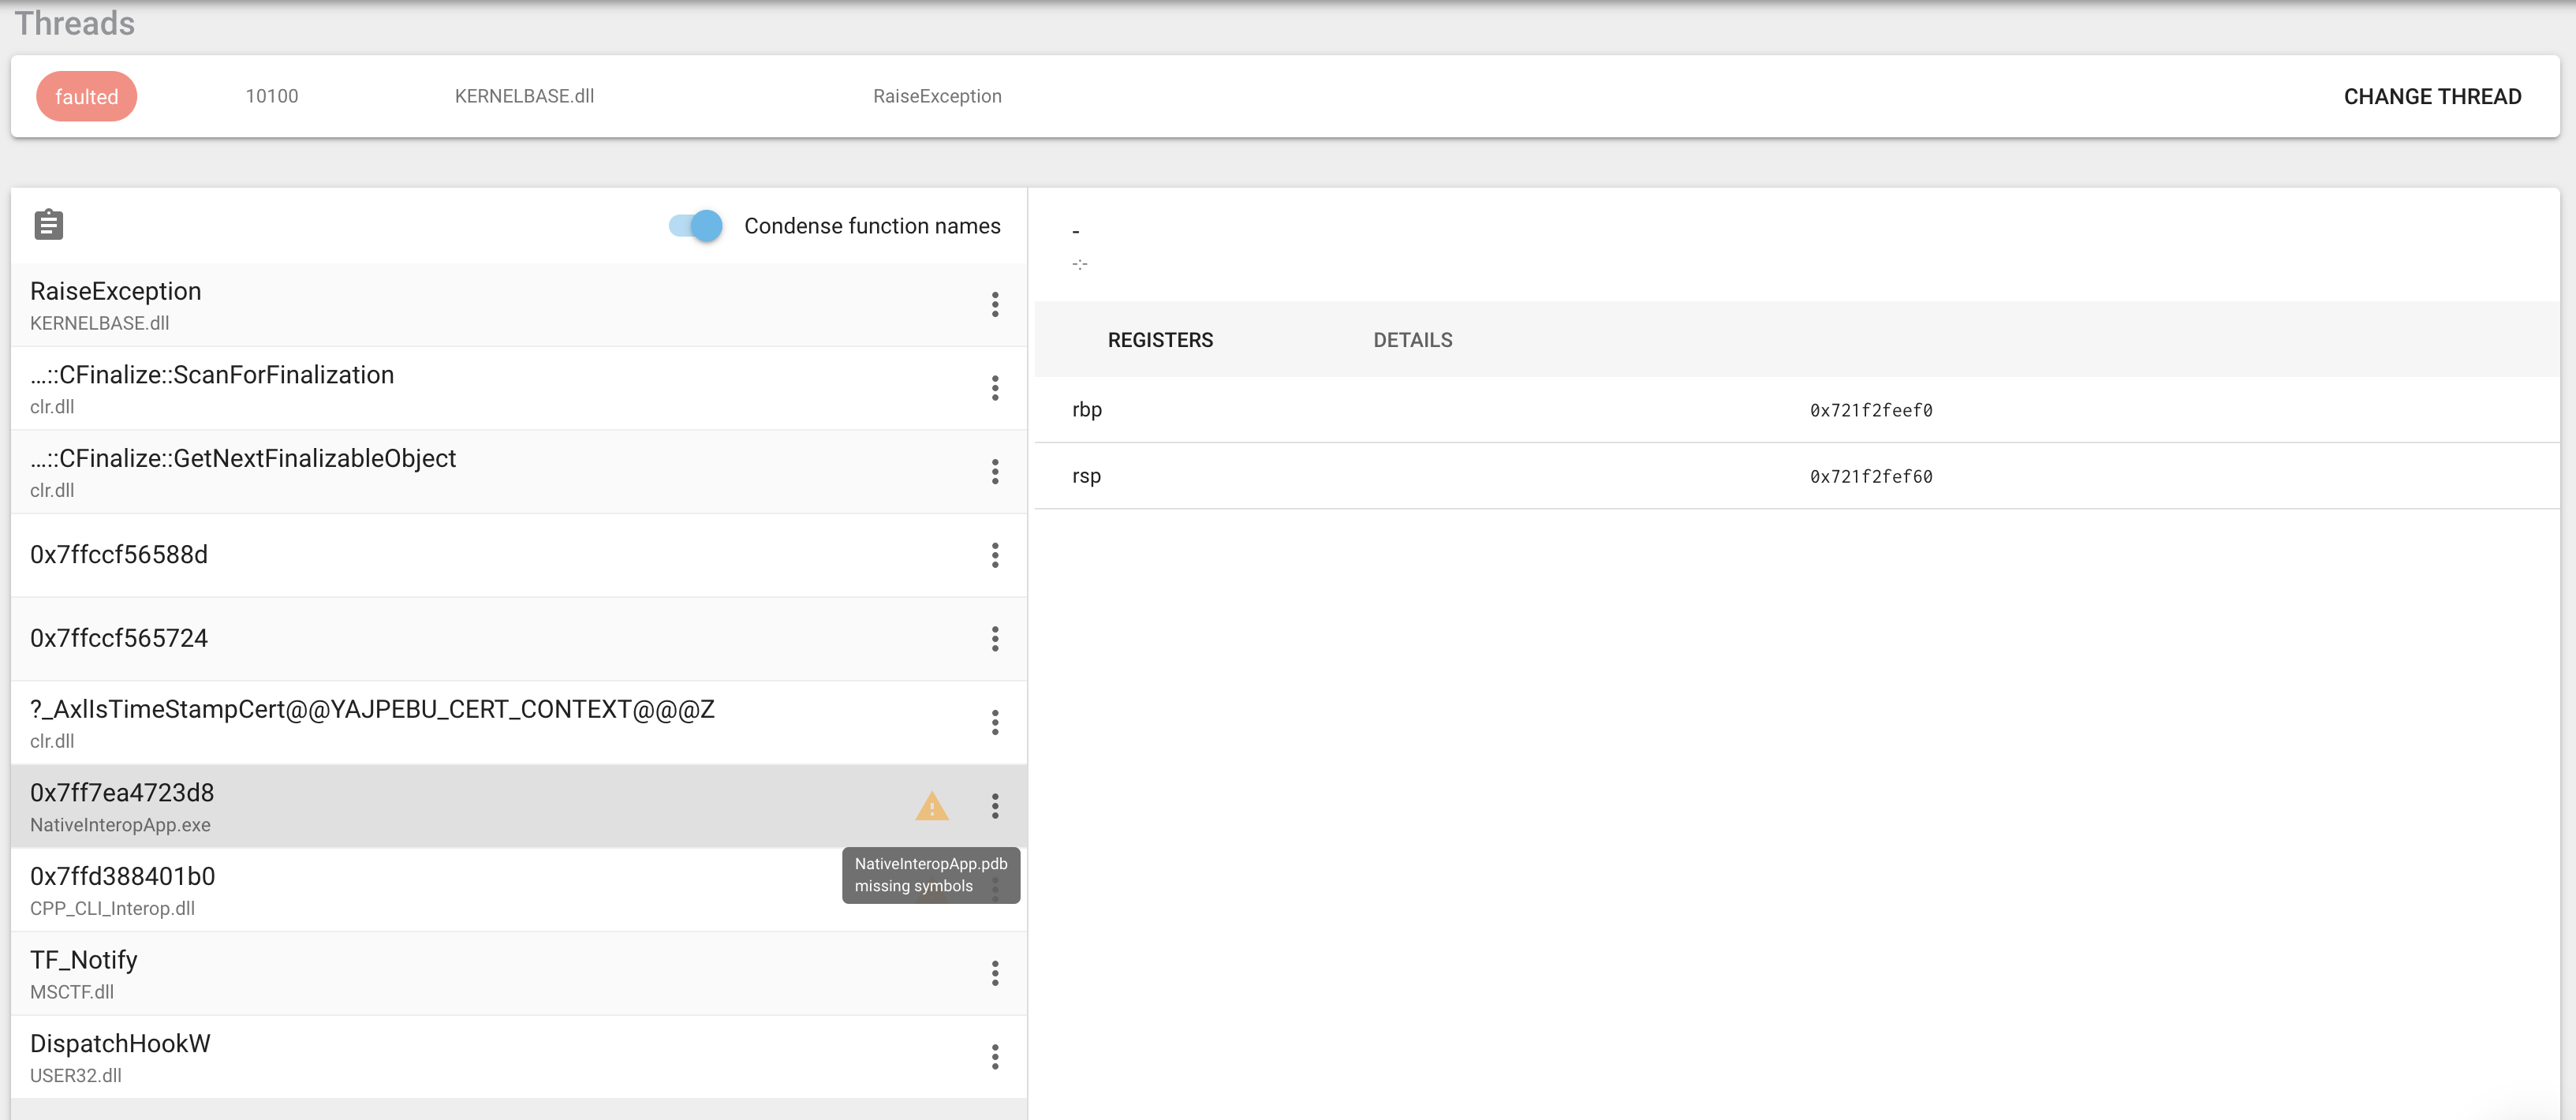 Threads
faulted 10100 KERNELBASE.dll RaiseException CHANGE THREAD
Condense function names
RaiseException
KERNELBASE.dll
...::CFinalize::ScanForFinalization
clr.dll
...::CFinalize::GetNextFinalizableObject
clr.dll
0x7ffccf56588d
0x7ffccf565724
?_AxlIsTimeStampCert@@YAJPEBU_CERT_CONTEXT@@@Z
clr.dll
0x7ff7ea4723d8
NativeInteropApp.exe
NativeInteropApp.pdb
missing symbols
0x7ffd388401b0
CPP_CLI_Interop.dll
TF_Notify
MSCTF.dll
DispatchHookW
USER32.dll
-
-:-
REGISTERS DETAILS
rbp 0x721f2feef0
rsp 0x721f2fef60